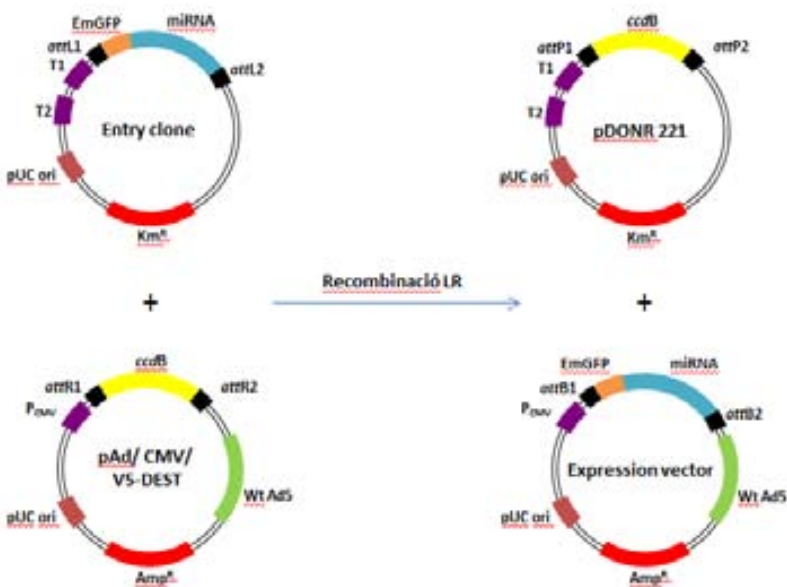 EmGFP
miRNA
attL1
attL2
T1
T2
Entry clone
pUC ori
Kmᴿ
ccdB
attP1
attP2
T1
T2
pDONR 221
pUC ori
Kmᴿ
+
Recombinació LR
+
ccdB
attR1
attR2
PCMV
pAd/ CMV/
V5-DEST
Wt Ad5
pUC ori
Ampᴿ
EmGFP
miRNA
attB1
attB2
PCMV
Expression vector
Wt Ad5
pUC ori
Ampᴿ